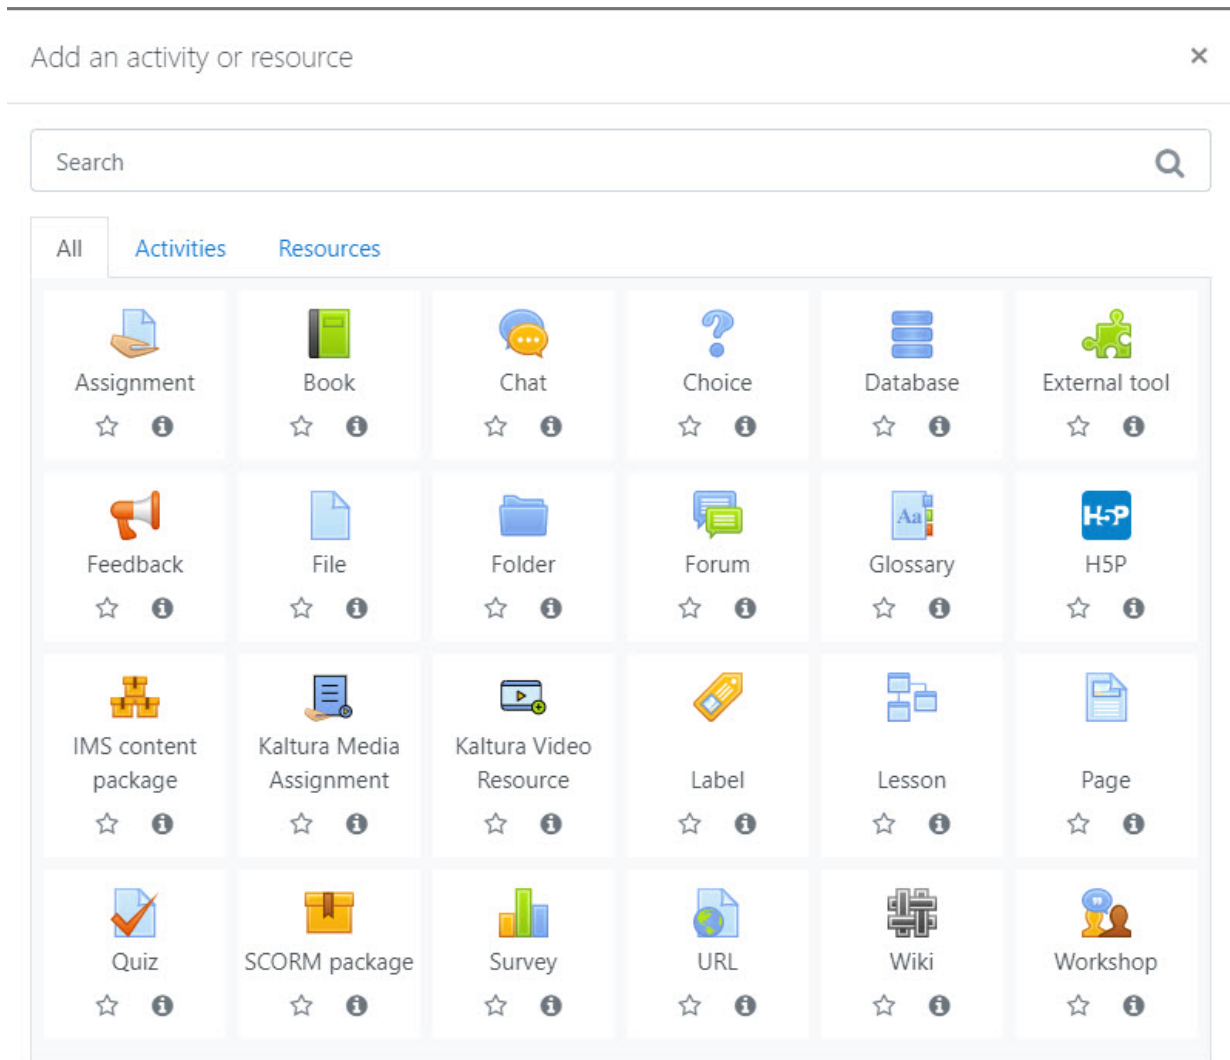 Add an activity or resource ×
Search
All Activities Resources
Assignment Book Chat Choice Database External tool
Feedback File Folder Forum Aa Glossary H5P H5P
IMS content package Kaltura Media Assignment Kaltura Video Resource Label Lesson Page
Quiz SCORM package Survey URL Wiki Workshop